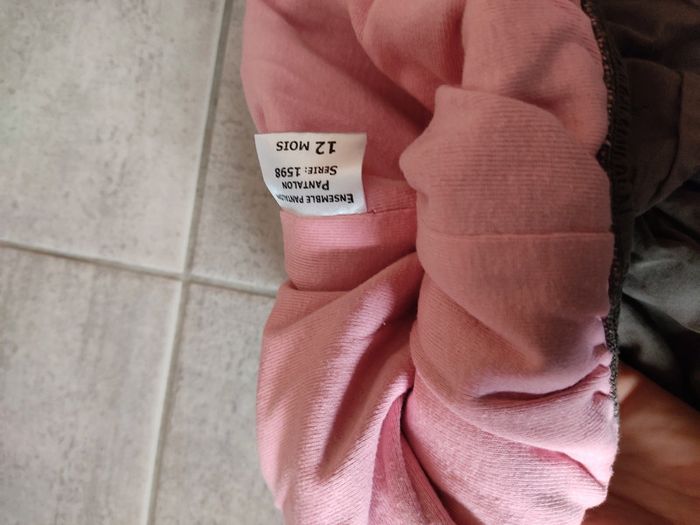 ENSEMBLE PANTALON
PANTALON
SERIE: 1598
12 MOIS